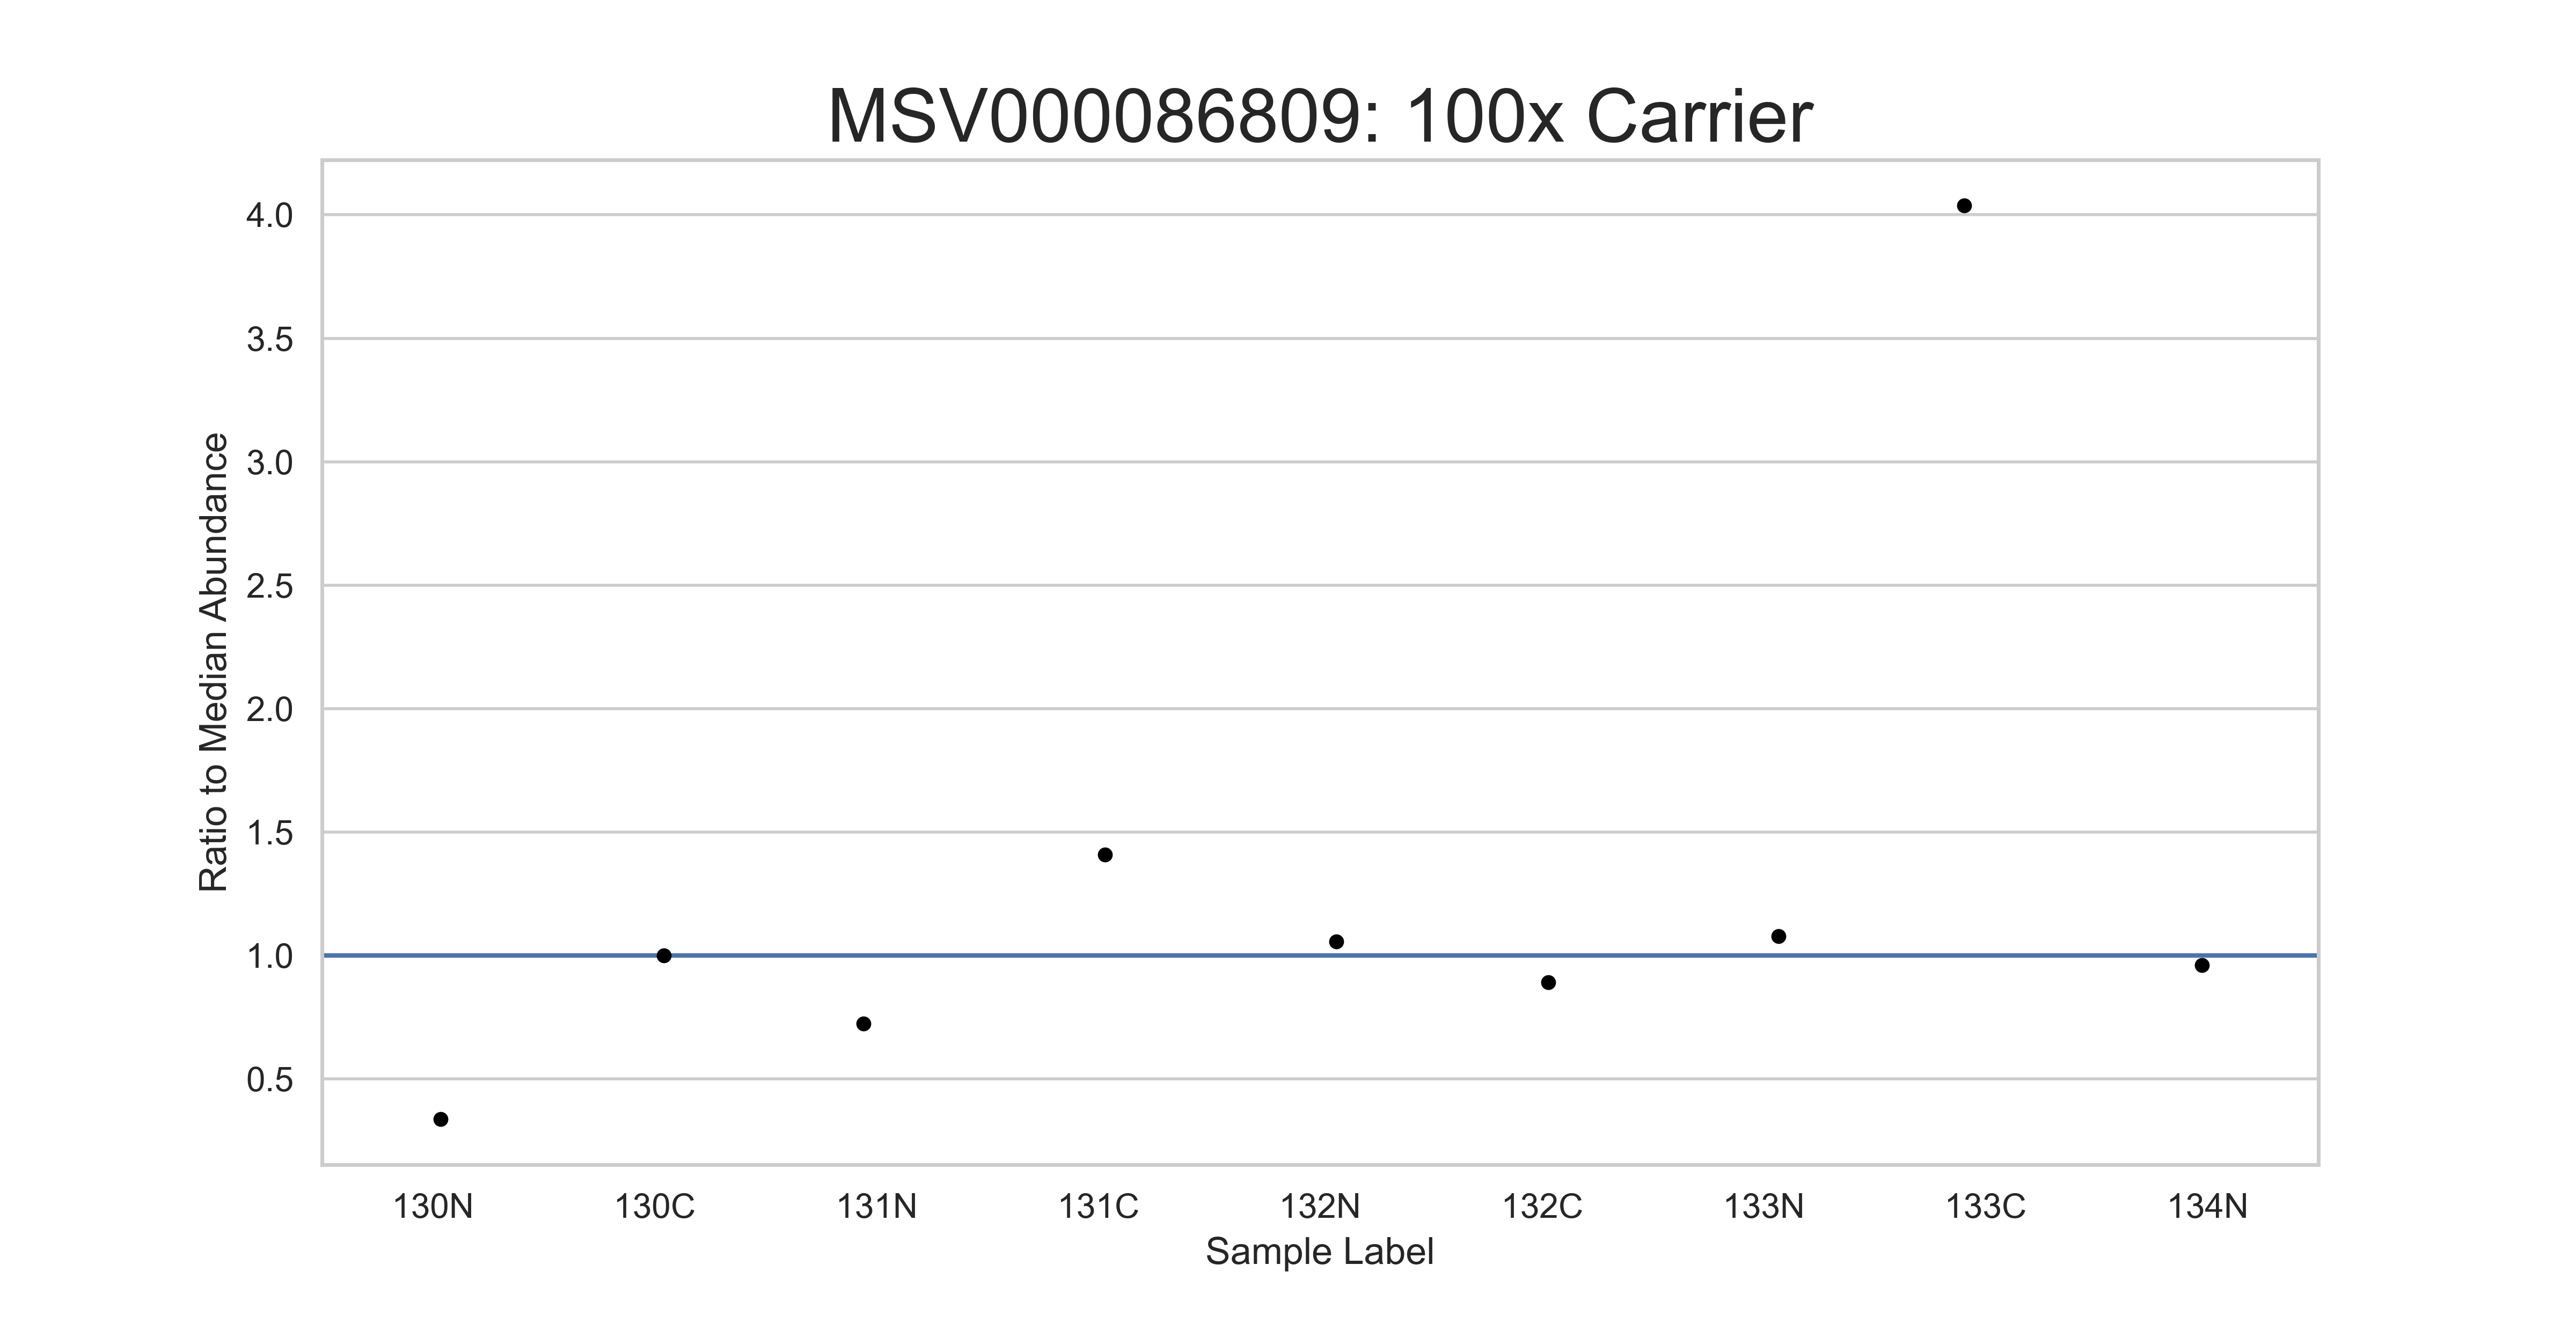 MSV000086809: 100x Carrier
Ratio to Median Abundance
4.0
3.5
3.0
2.5
2.0
1.5
1.0
0.5
130N 130C 131N 131C 132N 132C 133N 133C 134N
Sample Label